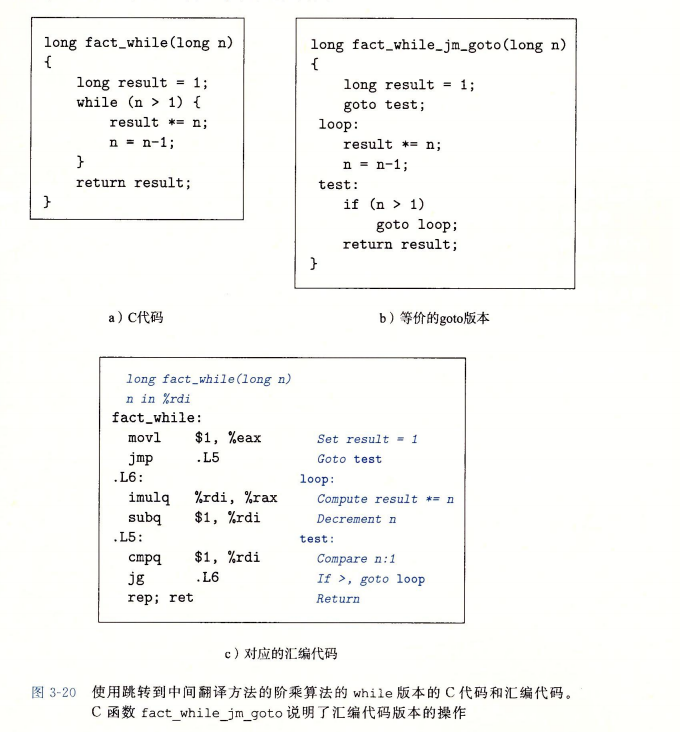 long fact_while(long n)
{
    long result = 1;
    while (n > 1) {
        result *= n;
        n = n-1;
    }
    return result;
}
a）C代码
long fact_while_jm_goto(long n)
{
    long result = 1;
    goto test;
 loop:
    result *= n;
    n = n-1;
 test:
    if (n > 1)
        goto loop;
    return result;
}
b）等价的goto版本
long fact_while(long n)
n in %rdi
fact_while:
  movl    $1, %eax    Set result = 1
  jmp     .L5    Goto test
.L6:    loop:
  imulq   %rdi, %rax    Compute result *= n
  subq    $1, %rdi    Decrement n
.L5:    test:
  cmpq    $1, %rdi    Compare n:1
  jg      .L6    If >, goto loop
  rep; ret    Return
c）对应的汇编代码
图 3-20 使用跳转到中间翻译方法的阶乘算法的 while 版本的 C 代码和汇编代码。
C 函数 fact_while_jm_goto 说明了汇编代码版本的操作